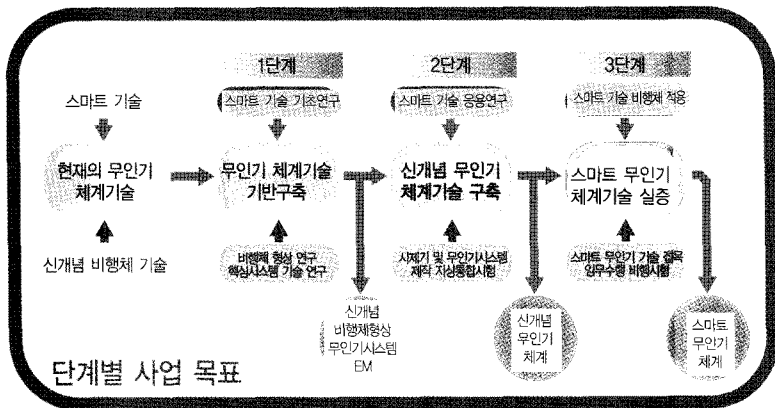 1단계
2단계
3단계
스마트 기술
스마트 기술 기초연구
스마트 기술 응용연구
스마트 기술 비행체 적용
현재의 무인기
체계기술
무인기 체계기술
기반구축
신개념 무인기
체계기술 구축
스마트 무인기
체계기술 실증
신개념 비행체 기술
비행체 형상 연구
핵심시스템 기술 연구
시제기 및 무인기시스템
제작 지상통합시험
스마트 무인기 기술 접목
임무수행 비행시험
신개념
비행체형상
무인기시스템
EM
신개념
무인기
체계
스마트
무인기
체계
단계별 사업 목표